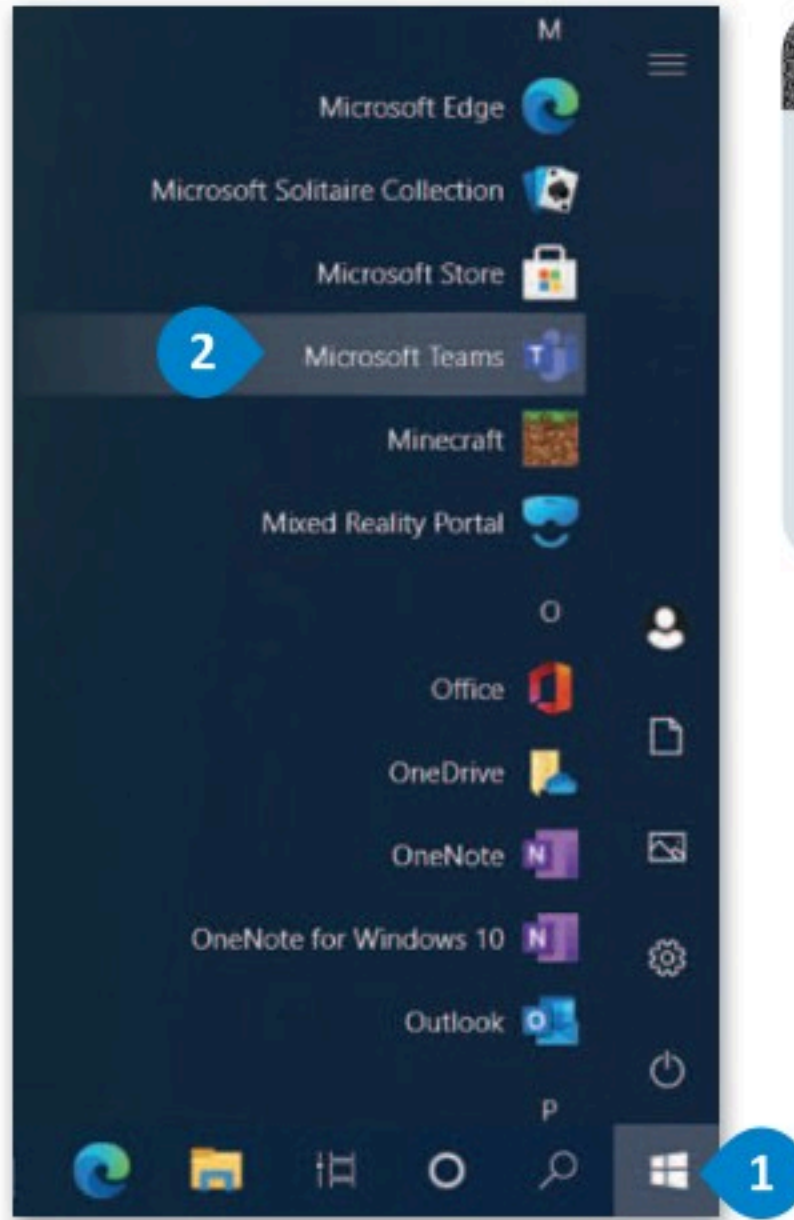 M
Microsoft Edge
Microsoft Solitaire Collection
Microsoft Store
2
Microsoft Teams
Minecraft
Mixed Reality Portal
O
Office
OneDrive
OneNote
OneNote for Windows 10
Outlook
P
1